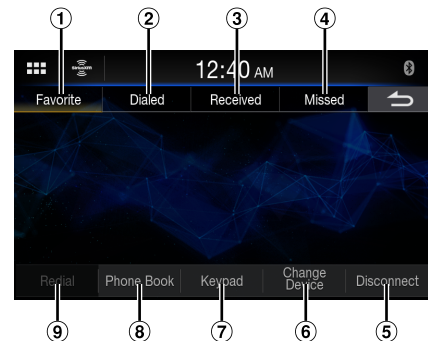 ① ② ③ ④
SiriusXM 12:40 AM
Favorite Dialed Received Missed
Redial Phone Book Keypad Change Device Disconnect
⑨ ⑧ ⑦ ⑥ ⑤